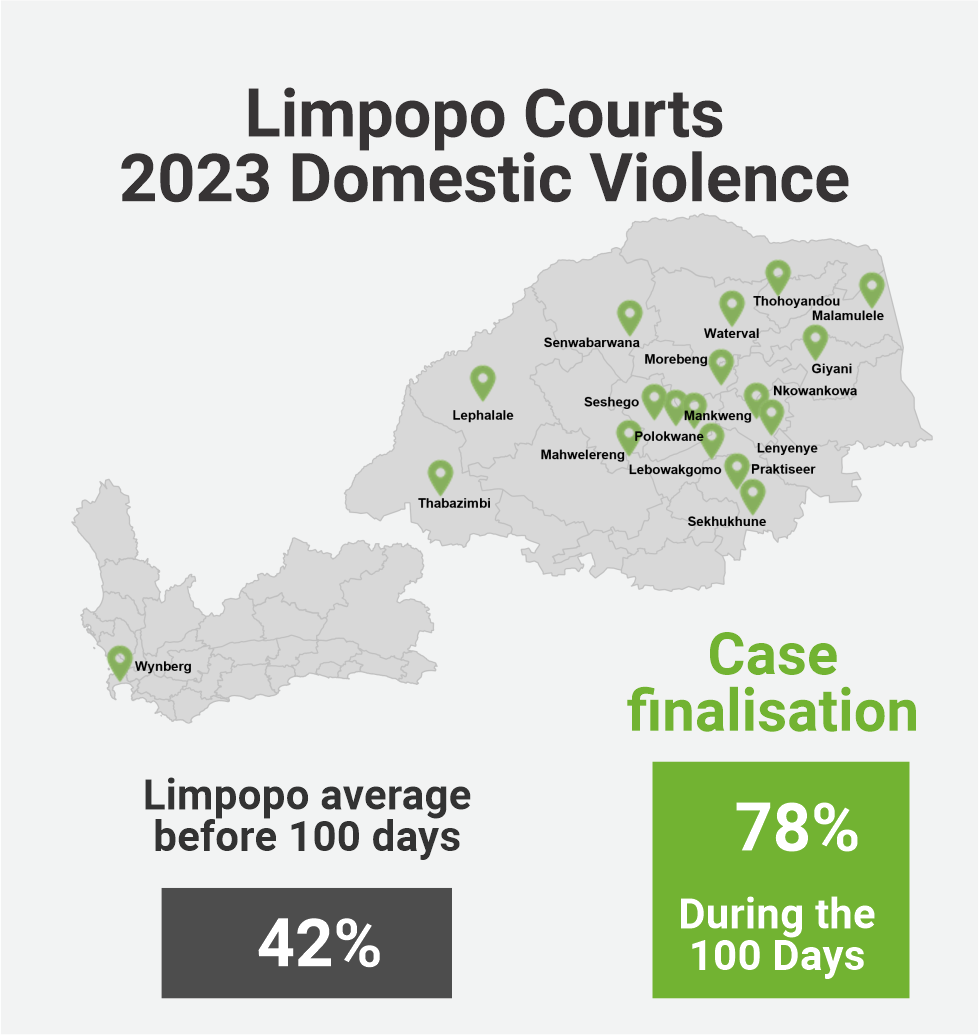 Limpopo Courts
2023 Domestic Violence
Thohoyandou
Malamulele
Waterval
Senwabarwana
Morebeng
Giyani
Nkowankowa
Seshego
Lephalale
Mankweng
Polokwane
Lenyenye
Mahwelereng
Lebowakgomo
Praktiseer
Thabazimbi
Sekhukhune
Wynberg
Case
finalisation
Limpopo average
before 100 days
42%
78%
During the
100 Days